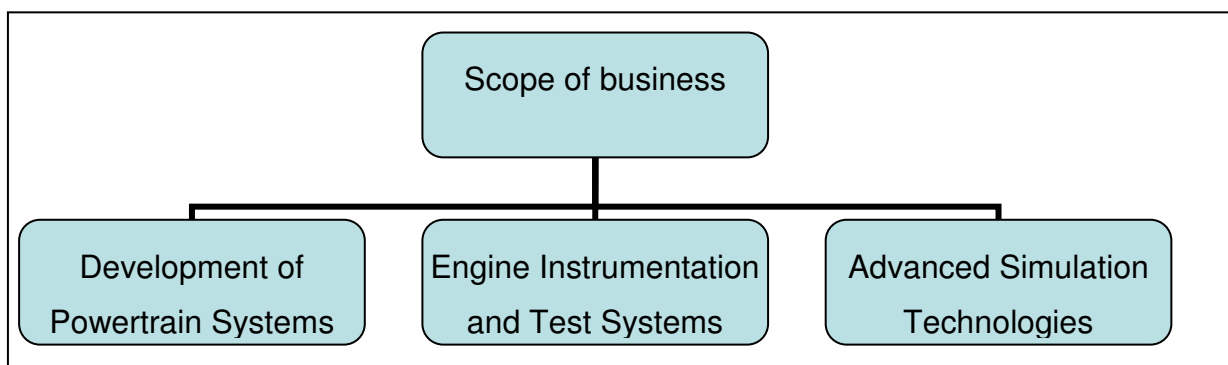 Scope of business
Development of
Powertrain Systems
Engine Instrumentation
and Test Systems
Advanced Simulation
Technologies